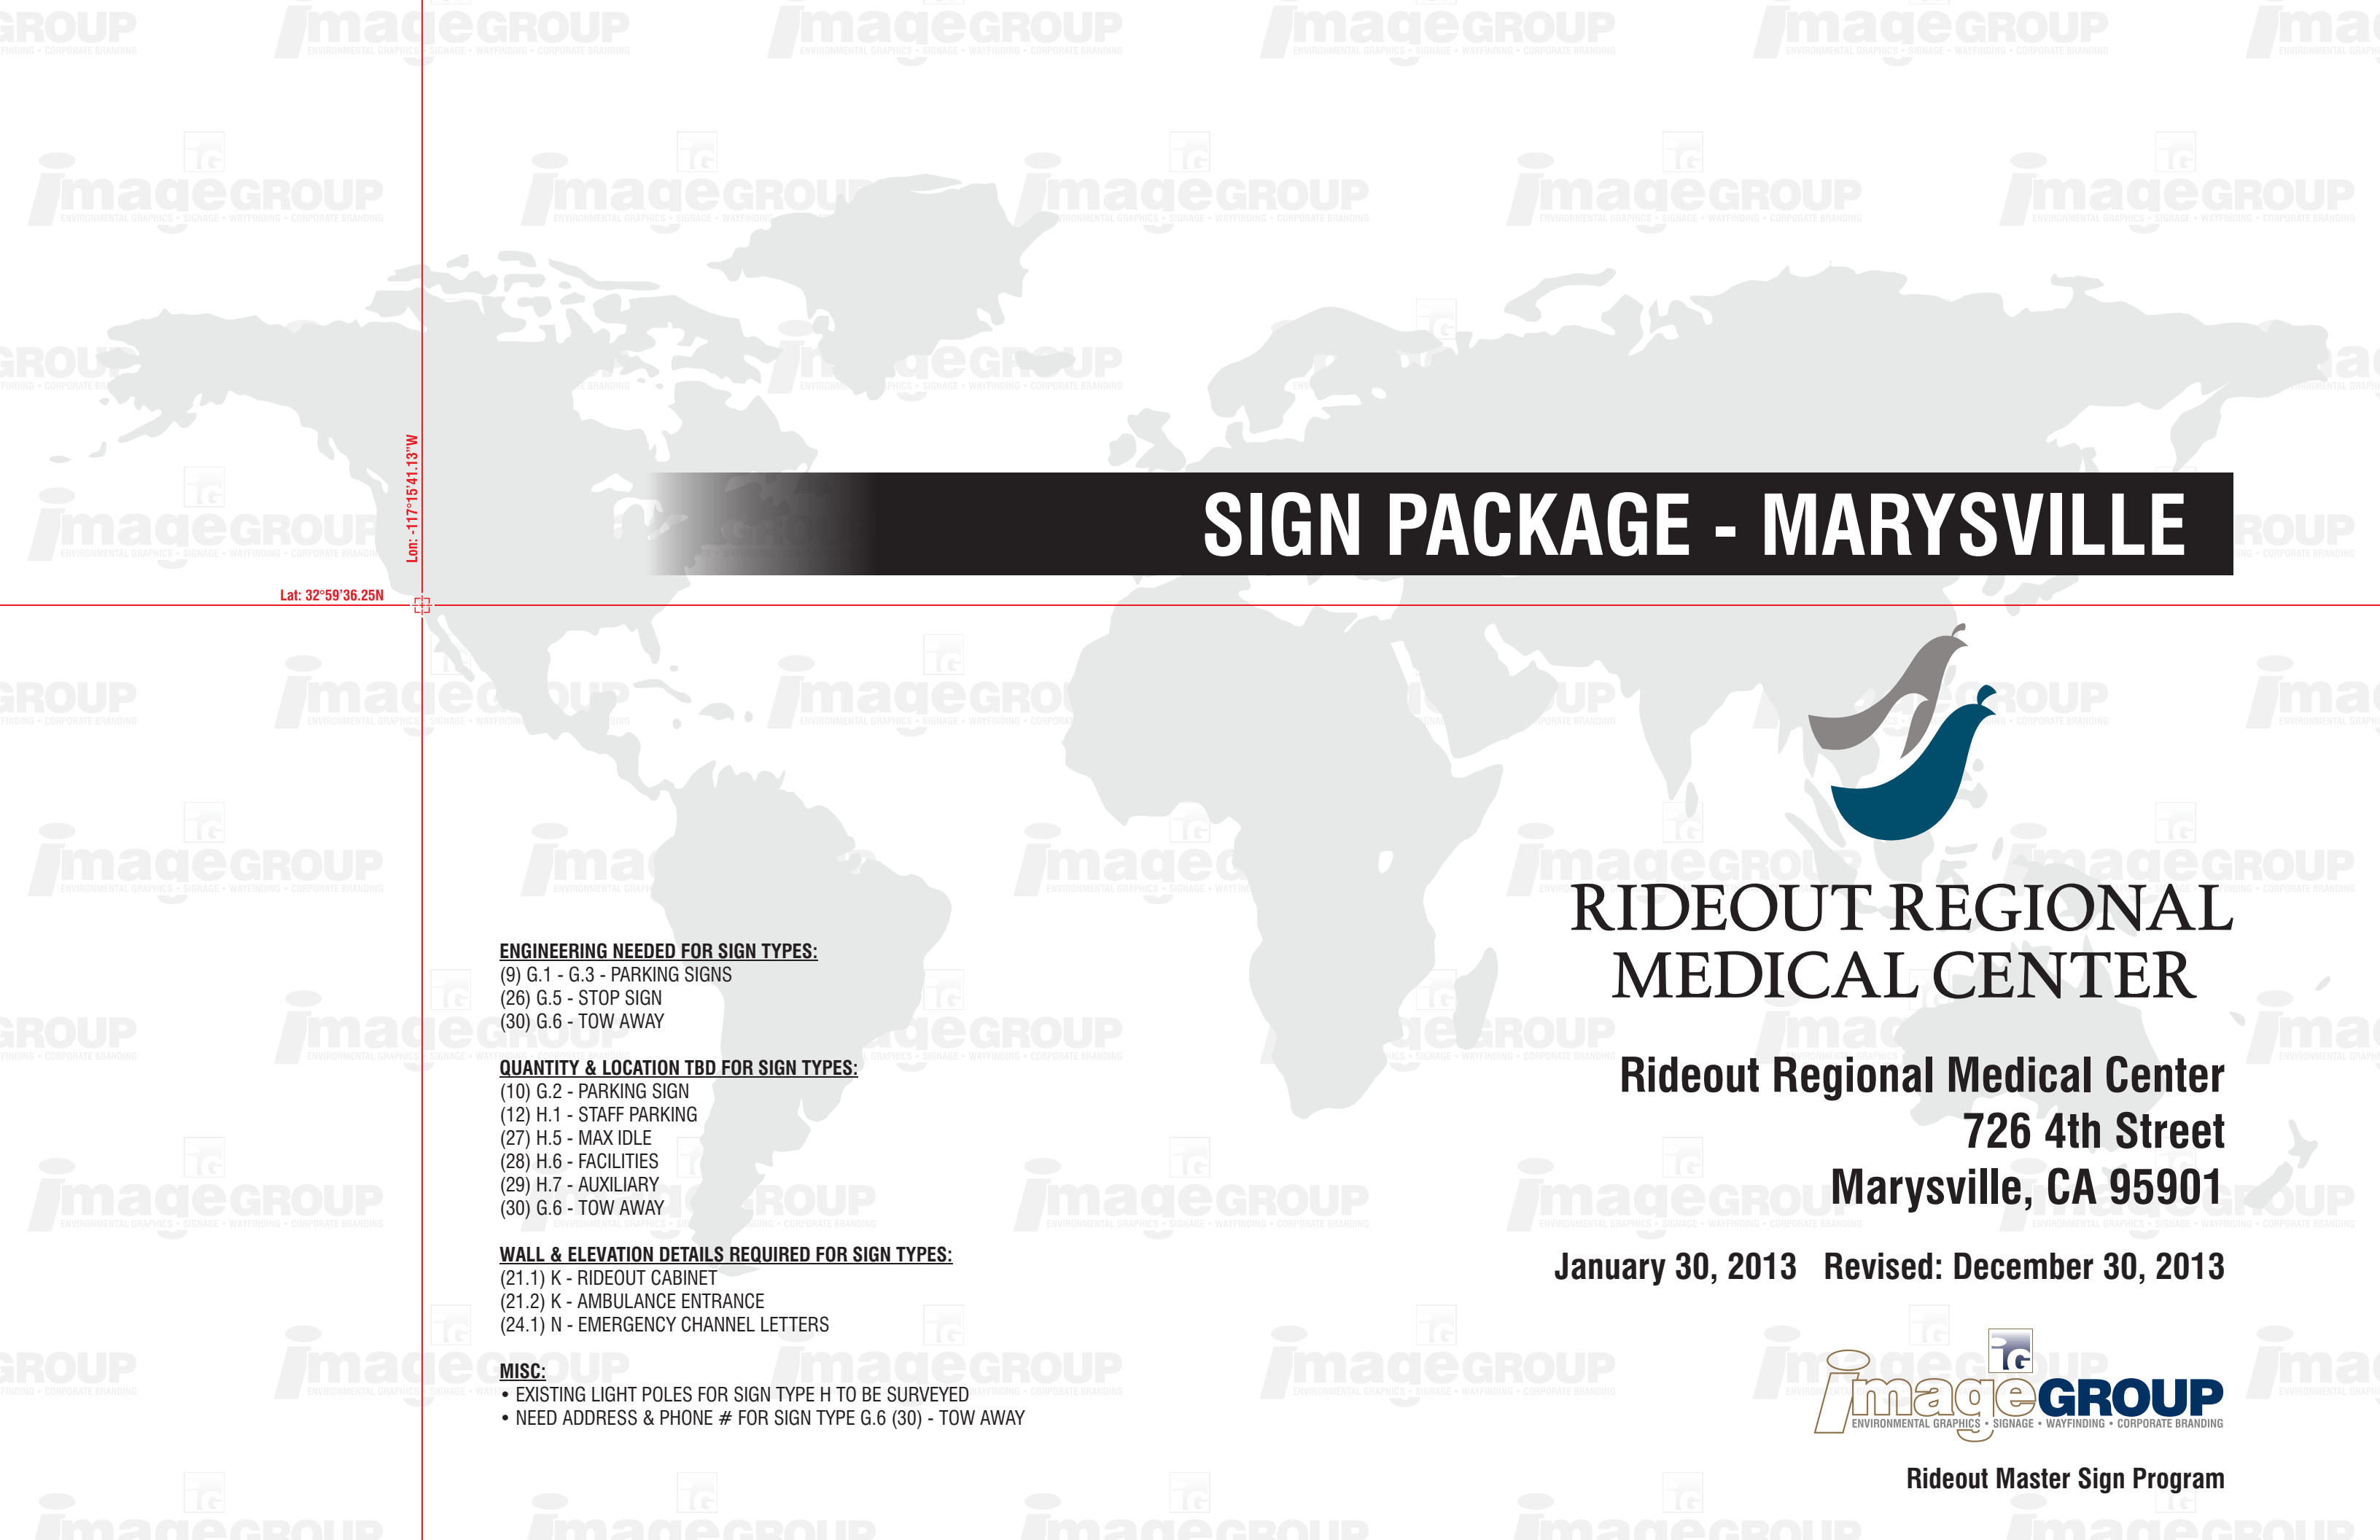 SIGN PACKAGE - MARYSVILLE
Lon: -117°15'41.13"W
Lat: 32°59'36.25N
RIDEOUT REGIONAL
MEDICAL CENTER
Rideout Regional Medical Center
726 4th Street
Marysville, CA 95901
January 30, 2013 Revised: December 30, 2013
ENGINEERING NEEDED FOR SIGN TYPES:
(9) G.1 - G.3 - PARKING SIGNS
(26) G.5 - STOP SIGN
(30) G.6 - TOW AWAY
QUANTITY & LOCATION TBD FOR SIGN TYPES:
(10) G.2 - PARKING SIGN
(12) H.1 - STAFF PARKING
(27) H.5 - MAX IDLE
(28) H.6 - FACILITIES
(29) H.7 - AUXILIARY
(30) G.6 - TOW AWAY
WALL & ELEVATION DETAILS REQUIRED FOR SIGN TYPES:
(21.1) K - RIDEOUT CABINET
(21.2) K - AMBULANCE ENTRANCE
(24.1) N - EMERGENCY CHANNEL LETTERS
MISC:
• EXISTING LIGHT POLES FOR SIGN TYPE H TO BE SURVEYED
• NEED ADDRESS & PHONE # FOR SIGN TYPE G.6 (30) - TOW AWAY
iG
imageGROUP
ENVIRONMENTAL GRAPHICS • SIGNAGE • WAYFINDING • CORPORATE BRANDING
Rideout Master Sign Program